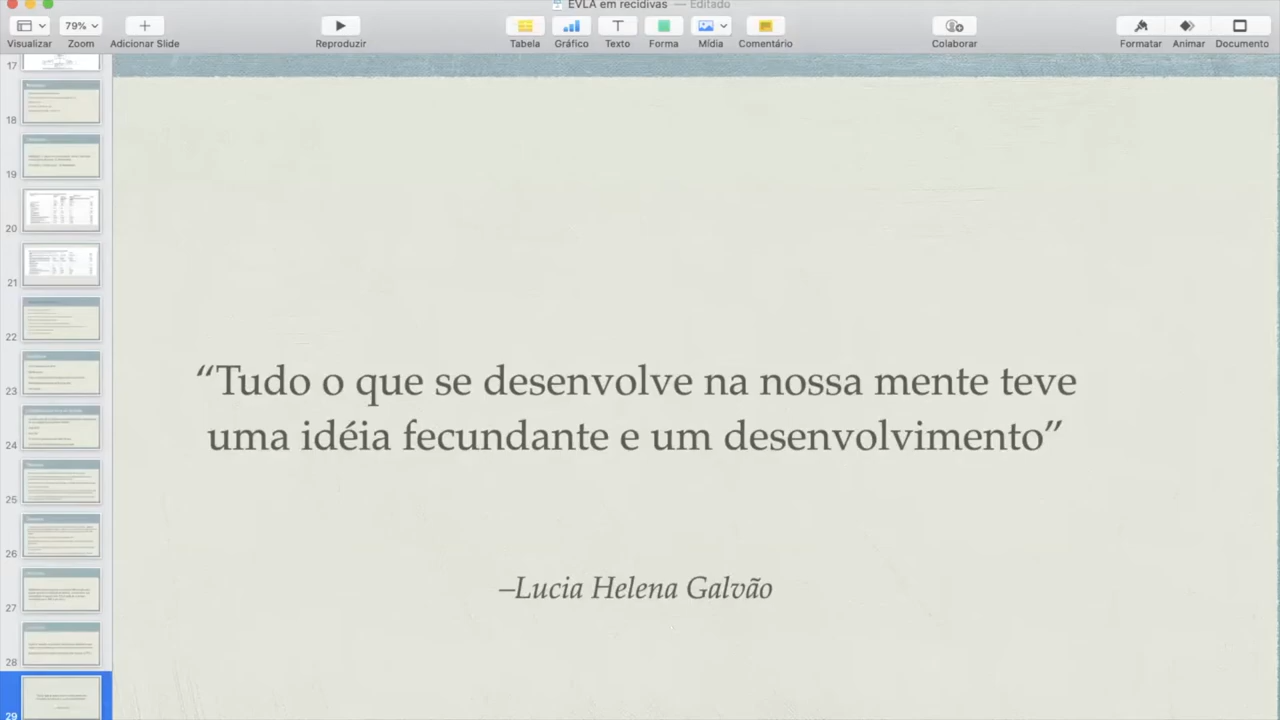 EVLA em recidivas — Editado
79%
Visualizar Zoom Adicionar Slide Reproduzir Tabela Gráfico Texto Forma Mídia Comentário Colaborar Formatar Animar Documento
17
18
19
20
21
22
23
24
25
26
27
28
29
“Tudo o que se desenvolve na nossa mente teve
uma idéia fecundante e um desenvolvimento”
–Lucia Helena Galvão